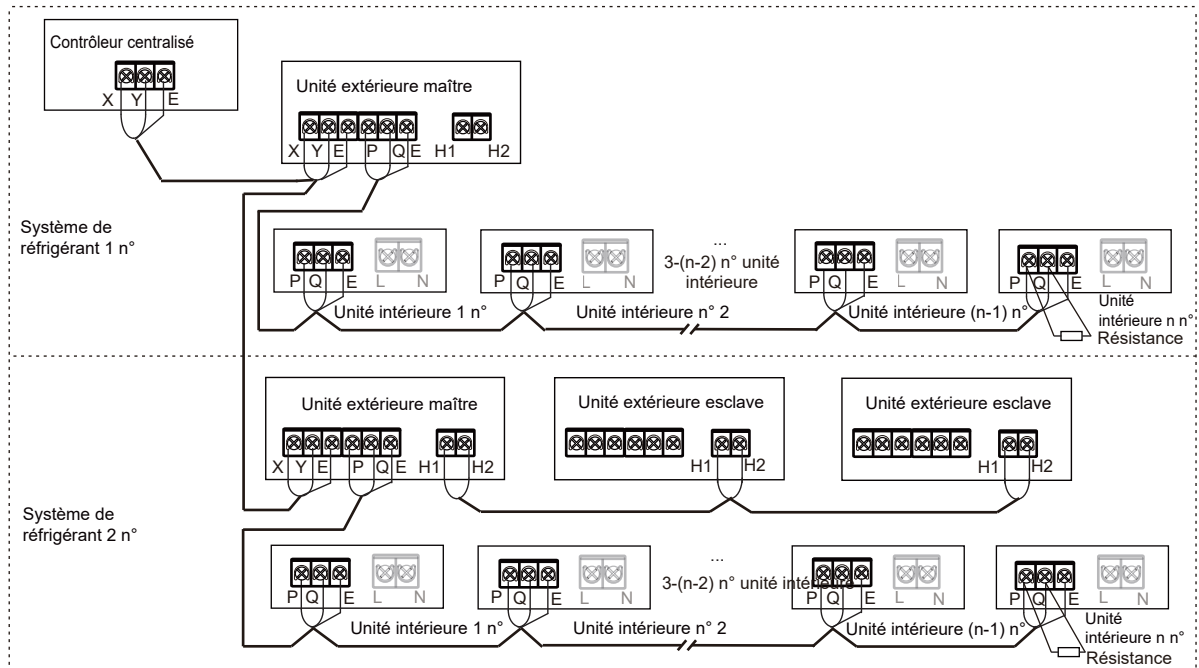 Contrôleur centralisé
X Y E
Unité extérieure maître
X Y E P Q E H1 H2
Système de
réfrigérant 1 n°
P Q E L N
P Q E L N
...
3-(n-2) n° unité
intérieure
P Q E L N
P Q E L N
Unité intérieure 1 n°
Unité intérieure n° 2
Unité intérieure (n-1) n°
Unité
intérieure n n°
Résistance
Unité extérieure maître
X Y E P Q E H1 H2
Unité extérieure esclave
H1 H2
Unité extérieure esclave
H1 H2
Système de
réfrigérant 2 n°
P Q E L N
P Q E L N
...
3-(n-2) n° unité intérieure
P Q E L N
P Q E L N
Unité intérieure 1 n°
Unité intérieure n° 2
Unité intérieure (n-1) n°
Unité
intérieure n n°
Résistance